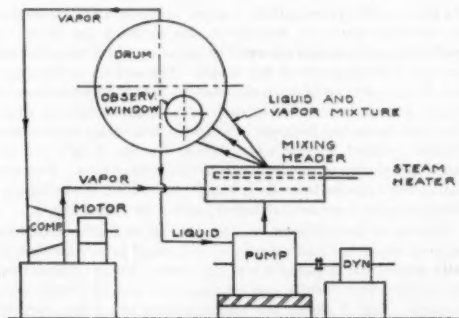 VAPOR
DRUM
OBSERV.
WINDOW
LIQUID AND
VAPOR MIXTURE
MIXING
HEADER
STEAM
HEATER
VAPOR
MOTOR
COMP.
LIQUID
PUMP
DYN